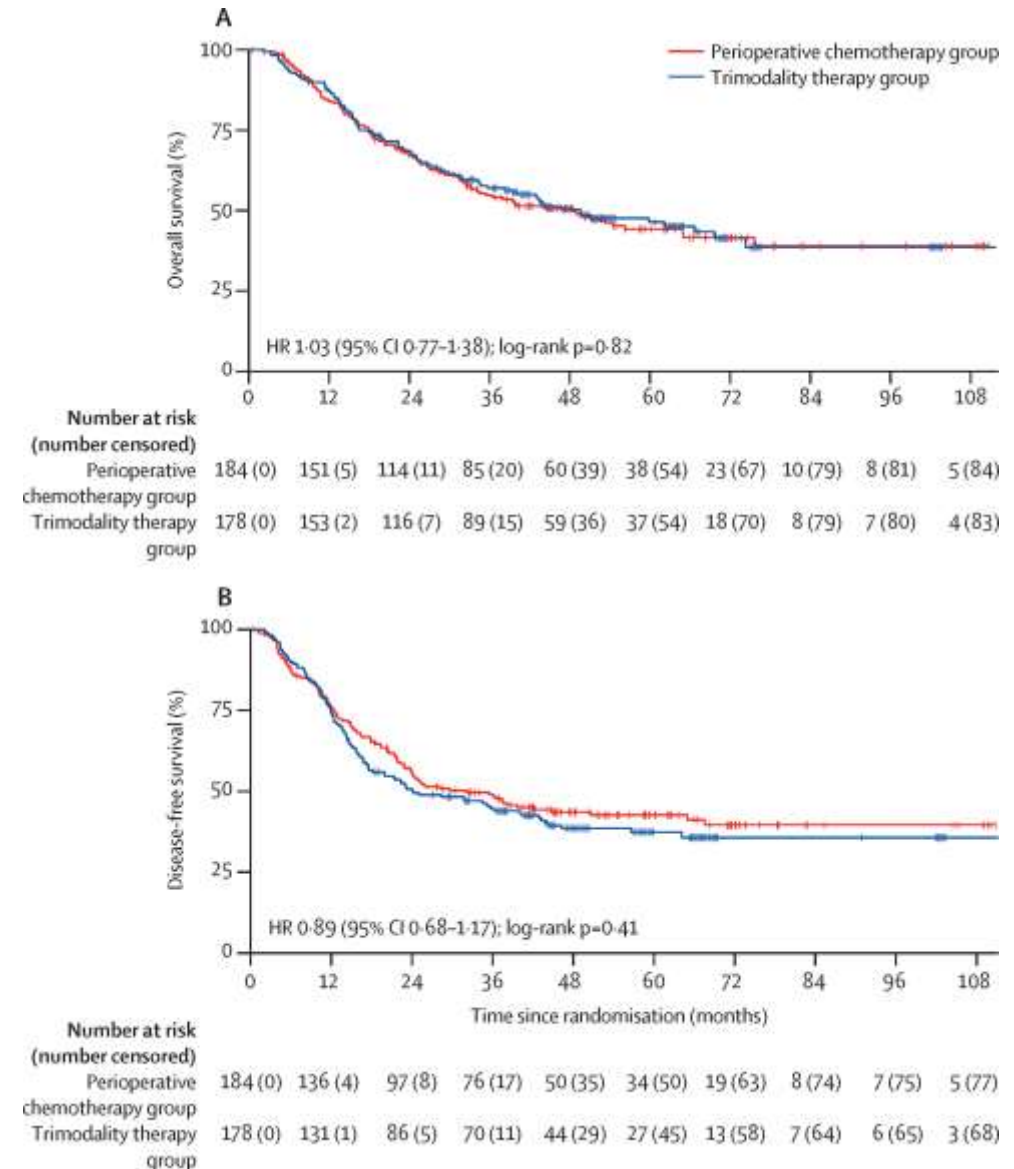 A
100
75
50
25
0
Overall survival (%)
Perioperative chemotherapy group
Trimodality therapy group
HR 1·03 (95% CI 0·77–1·38); log-rank p=0·82
0 12 24 36 48 60 72 84 96 108
Number at risk
(number censored)
Perioperative 184 (0) 151 (5) 114 (11) 85 (20) 60 (39) 38 (54) 23 (67) 10 (79) 8 (81) 5 (84)
chemotherapy group
Trimodality therapy 178 (0) 153 (2) 116 (7) 89 (15) 59 (36) 37 (54) 18 (70) 8 (79) 7 (80) 4 (83)
group
B
100
75
50
25
0
Disease-free survival (%)
HR 0·89 (95% CI 0·68–1·17); log-rank p=0·41
0 12 24 36 48 60 72 84 96 108
Time since randomisation (months)
Number at risk
(number censored)
Perioperative 184 (0) 136 (4) 97 (8) 76 (17) 50 (35) 34 (50) 19 (63) 8 (74) 7 (75) 5 (77)
chemotherapy group
Trimodality therapy 178 (0) 131 (1) 86 (5) 70 (11) 44 (29) 27 (45) 13 (58) 7 (64) 6 (65) 3 (68)
group